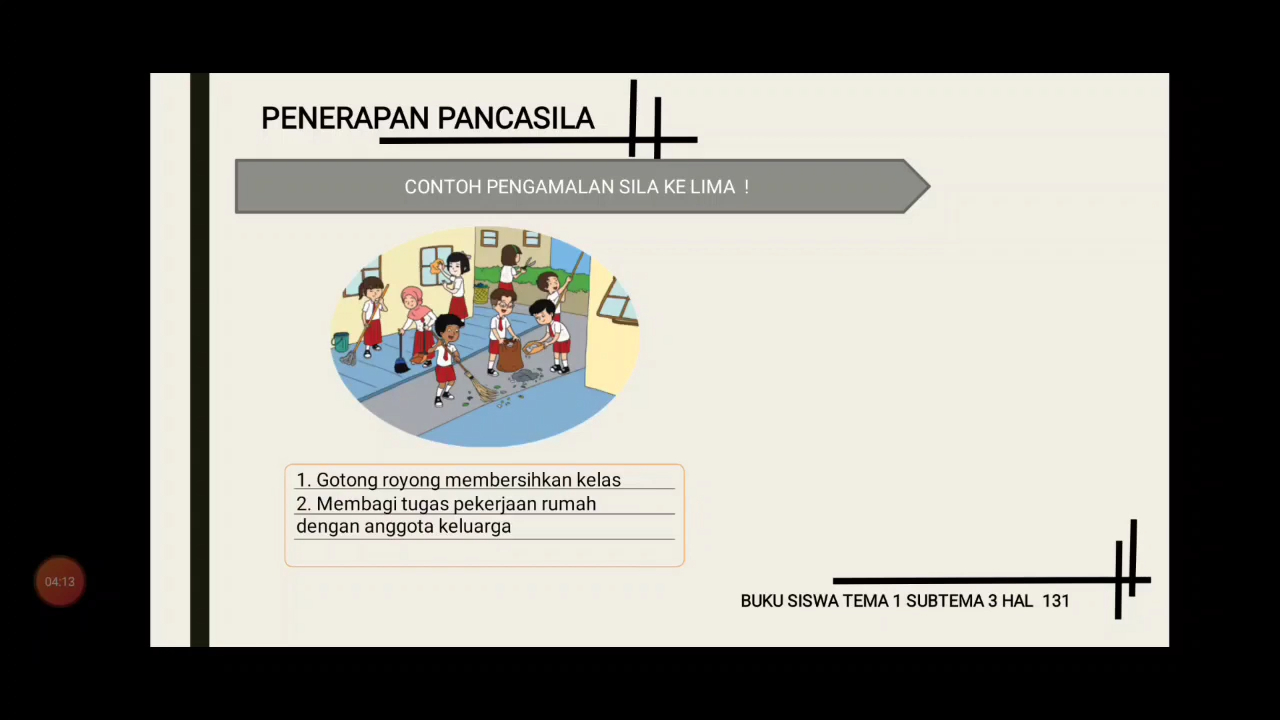 PENERAPAN PANCASILA
CONTOH PENGAMALAN SILA KE LIMA !
1. Gotong royong membersihkan kelas
2. Membagi tugas pekerjaan rumah
dengan anggota keluarga
04:13
BUKU SISWA TEMA 1 SUBTEMA 3 HAL 131